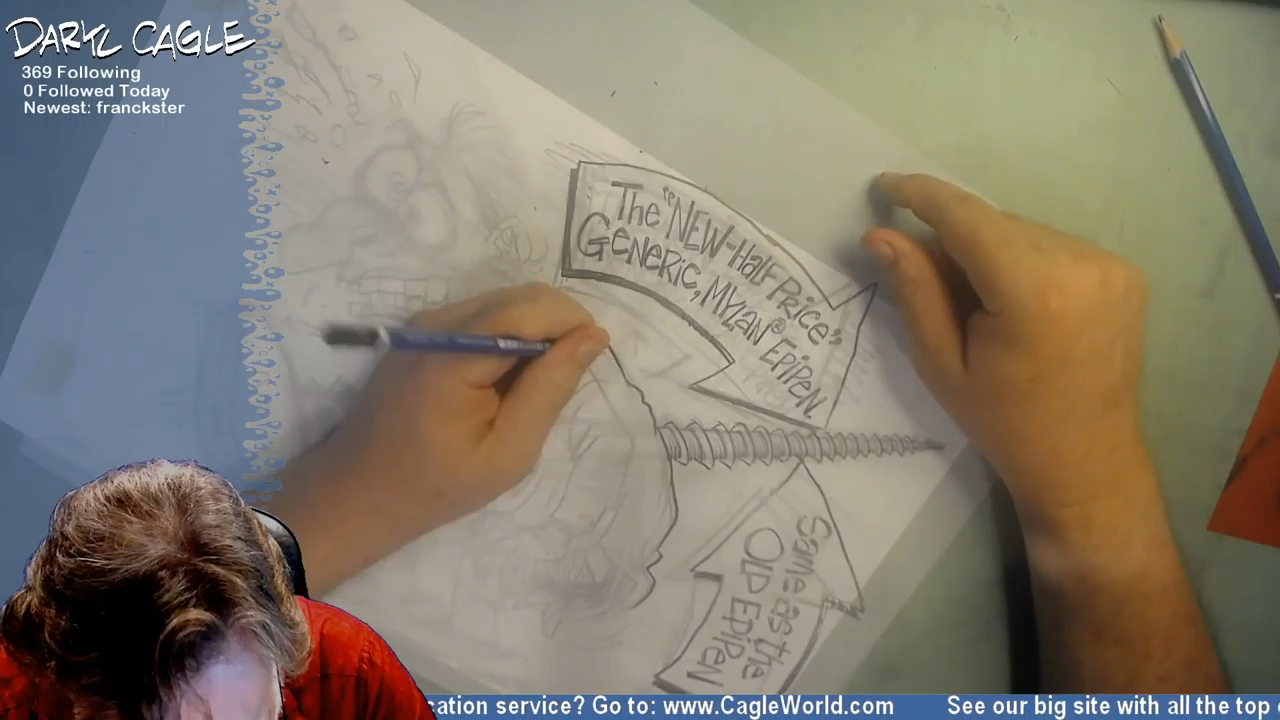 DARYL CAGLE
369 Following
0 Followed Today
Newest: franckster
The "NEW-Half Price"
Generic, MYLAN® EPIPEN.
Same as the
OLD EPIPEN
cation service? Go to: www.CagleWorld.com See our big site with all the top